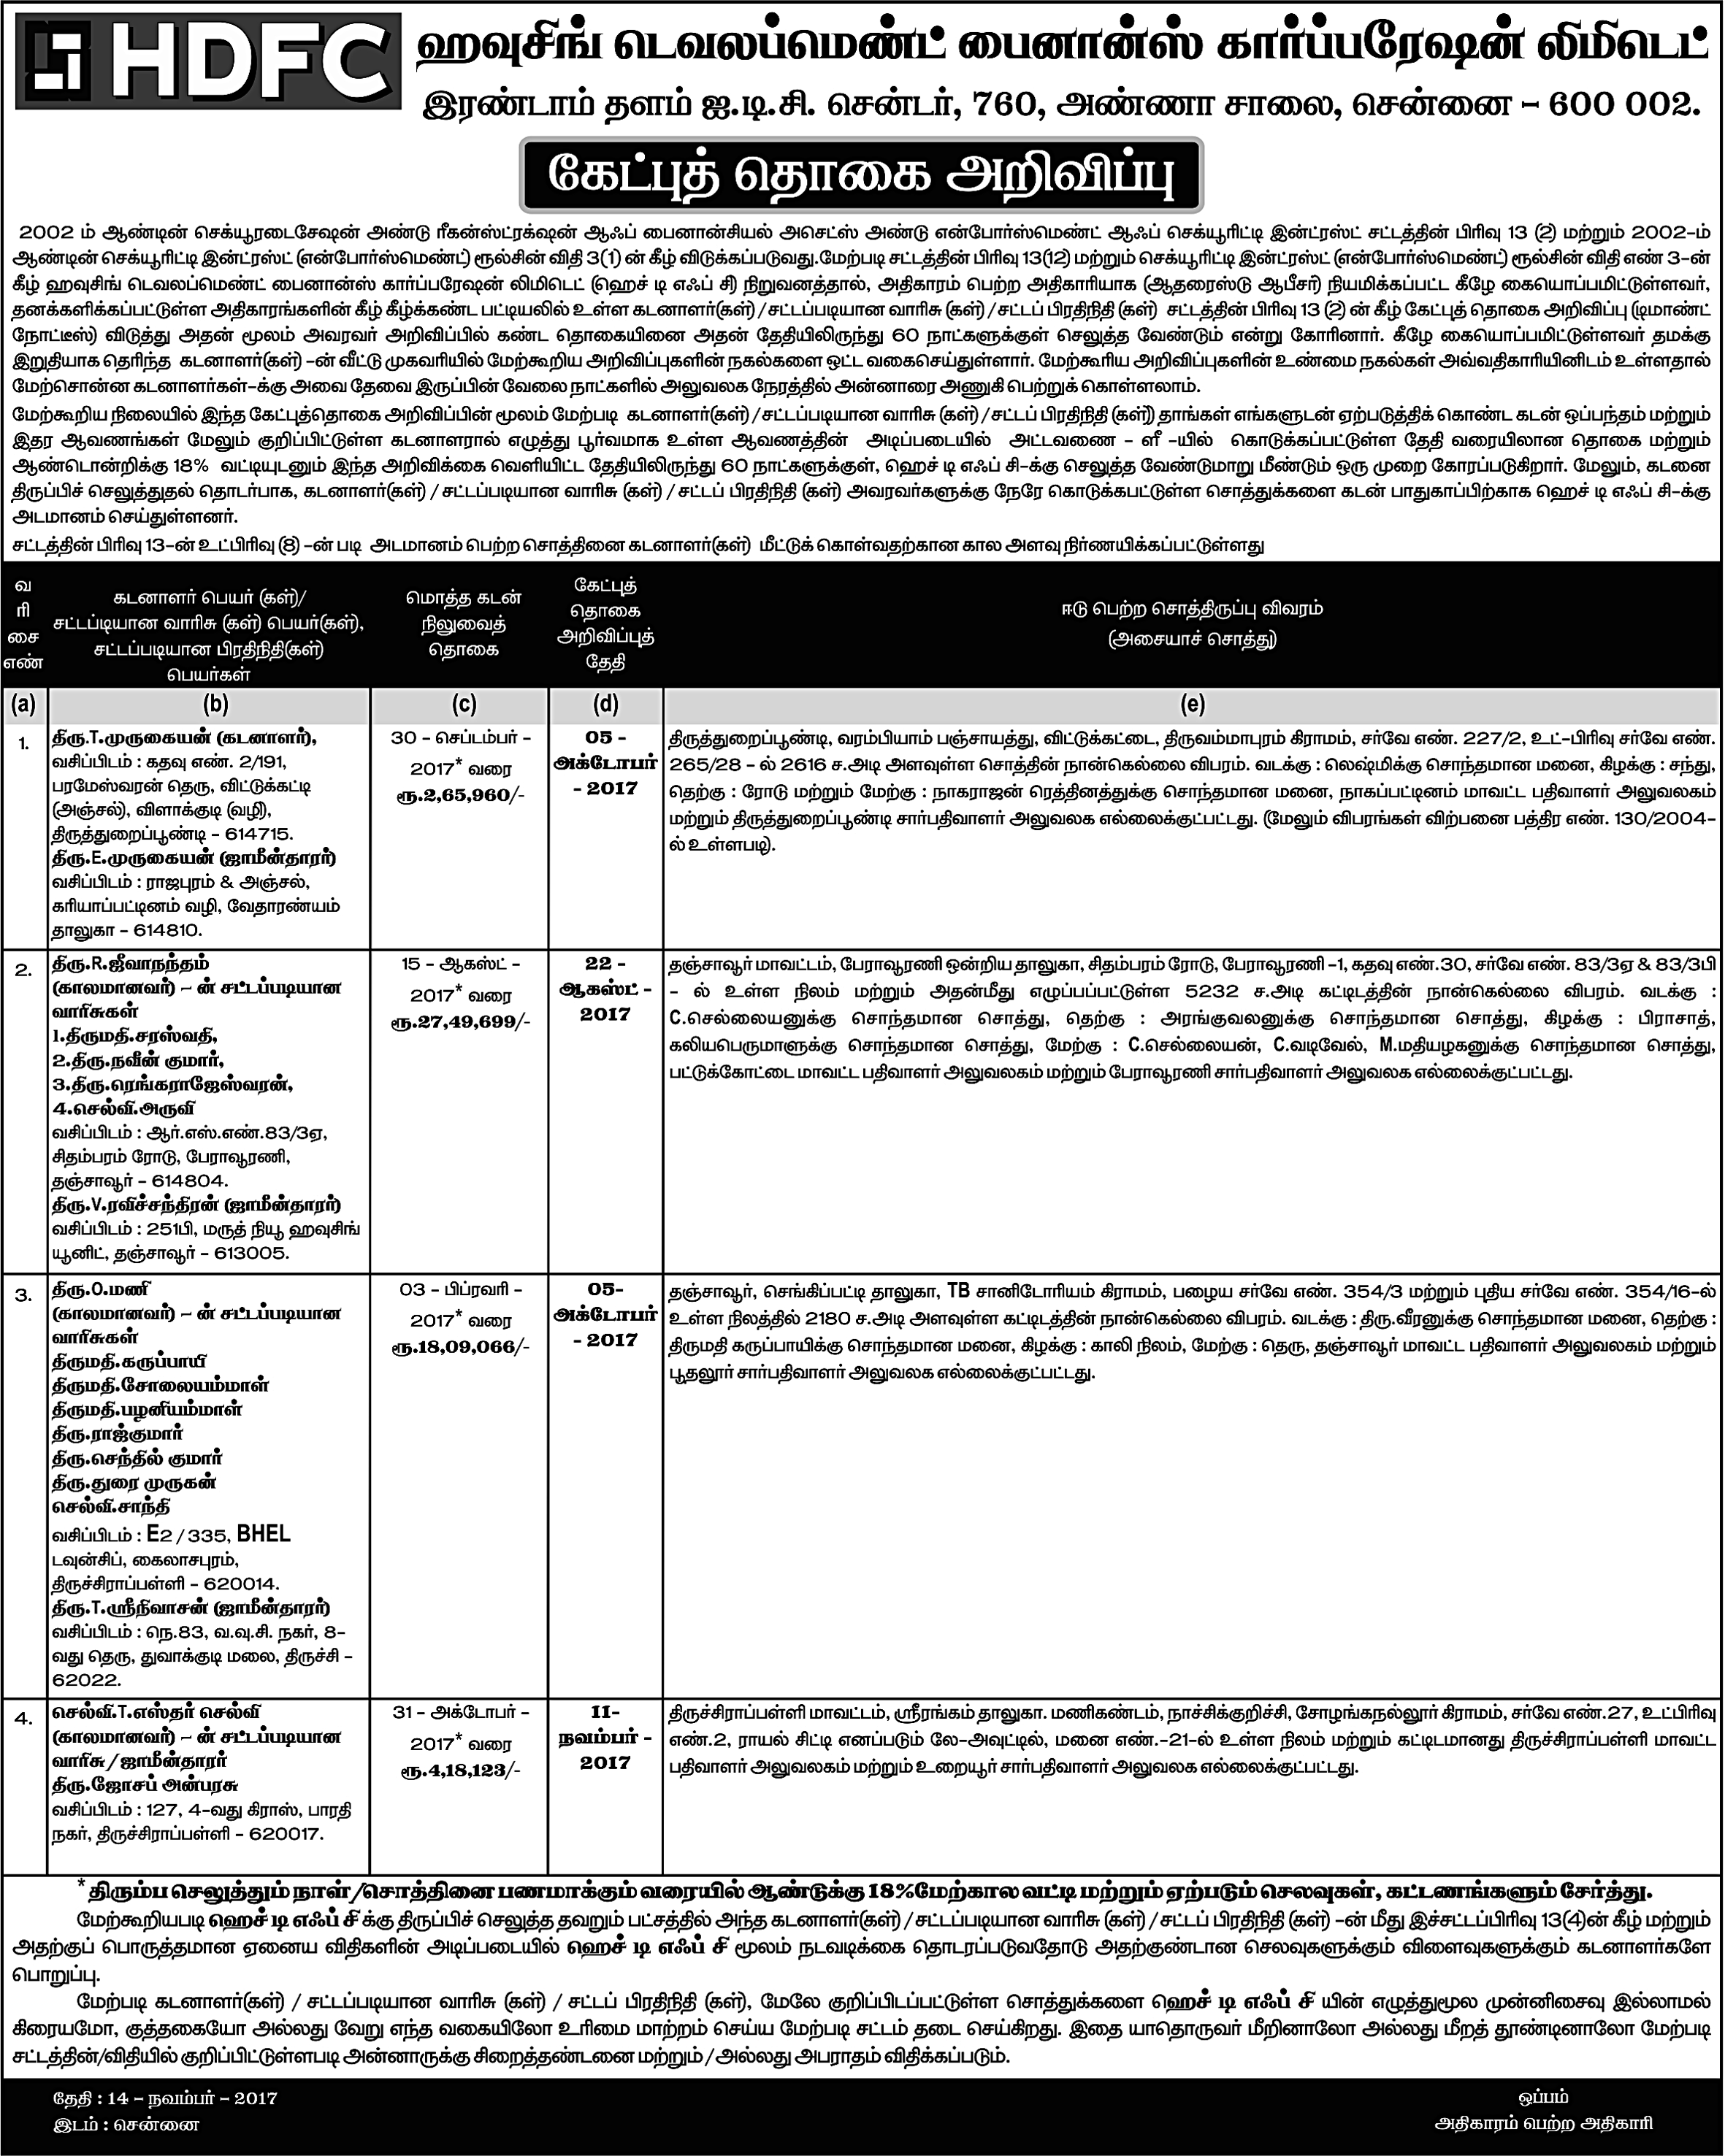 HDFC
ஹவுசிங் டெவலப்மெண்ட் பைனான்ஸ் கார்ப்பரேஷன் லிமிடெட்
இரண்டாம் தளம் ஐ.டி.சி. சென்டர், 760, அண்ணா சாலை, சென்னை – 600 002.
கேட்புத் தொகை அறிவிப்பு
2002 ம் ஆண்டின் செக்யூரடைசேஷன் அண்டு ரீகன்ஸ்ட்ரக்ஷன் ஆஃப் பைனான்சியல் அசெட்ஸ் அண்டு என்போர்ஸ்மெண்ட் ஆஃப் செக்யூரிட்டி இன்ட்ரஸ்ட் சட்டத்தின் பிரிவு 13 (2) மற்றும் 2002-ம்
ஆண்டின் செக்யூரிட்டி இன்ட்ரஸ்ட் (என்போர்ஸ்மெண்ட்) ரூல்சின் விதி 3(1) ன் கீழ் விடுக்கப்படுவது.மேற்படி சட்டத்தின் பிரிவு 13(12) மற்றும் செக்யூரிட்டி இன்ட்ரஸ்ட் (என்போர்ஸ்மெண்ட்) ரூல்சின் விதி எண் 3-ன்
கீழ் ஹவுசிங் டெவலப்மெண்ட் பைனான்ஸ் கார்ப்பரேஷன் லிமிடெட் (ஹெச் டி எஃப் சி) நிறுவனத்தால், அதிகாரம் பெற்ற அதிகாரியாக (ஆதரைஸ்டு ஆபீசர்) நியமிக்கப்பட்ட கீழே கையொப்பமிட்டுள்ளவர்,
தனக்களிக்கப்பட்டுள்ள அதிகாரங்களின் கீழ் கீழ்க்கண்ட பட்டியலில் உள்ள கடனாளர்(கள்) /சட்டப்படியான வாரிசு (கள்) /சட்டப் பிரதிநிதி (கள்) சட்டத்தின் பிரிவு 13 (2) ன் கீழ் கேட்புத் தொகை அறிவிப்பு (டிமாண்ட்
நோட்டீஸ்) விடுத்து அதன் மூலம் அவரவர் அறிவிப்பில் கண்ட தொகையினை அதன் தேதியிலிருந்து 60 நாட்களுக்குள் செலுத்த வேண்டும் என்று கோரினார். கீழே கையொப்பமிட்டுள்ளவர் தமக்கு
இறுதியாக தெரிந்த கடனாளர்(கள்) -ன் வீட்டு முகவரியில் மேற்கூறிய அறிவிப்புகளின் நகல்களை ஒட்ட வகைசெய்துள்ளார். மேற்கூரிய அறிவிப்புகளின் உண்மை நகல்கள் அவ்வதிகாரியினிடம் உள்ளதால்
மேற்சொன்ன கடனாளர்கள்-க்கு அவை தேவை இருப்பின் வேலை நாட்களில் அலுவலக நேரத்தில் அன்னாரை அணுகி பெற்றுக் கொள்ளலாம்.
மேற்கூறிய நிலையில் இந்த கேட்புத்தொகை அறிவிப்பின் மூலம் மேற்படி கடனாளர்(கள்) /சட்டப்படியான வாரிசு (கள்) /சட்டப் பிரதிநிதி (கள்]) தாங்கள் எங்களுடன் ஏற்படுத்திக் கொண்ட கடன் ஒப்பந்தம் மற்றும்
இதர ஆவணங்கள் மேலும் குறிப்பிட்டுள்ள கடனாளரால் எழுத்து பூர்வமாக உள்ள ஆவணத்தின் அடிப்படையில் அட்டவணை - ளீ -யில் கொடுக்கப்பட்டுள்ள தேதி வரையிலான தொகை மற்றும்
ஆண்டொன்றிக்கு 18% வட்டியுடனும் இந்த அறிவிக்கை வெளியிட்ட தேதியிலிருந்து 60 நாட்களுக்குள், ஹெச் டி எஃப் சி-க்கு செலுத்த வேண்டுமாறு மீண்டும் ஒரு முறை கோரப்படுகிறார். மேலும், கடனை
திருப்பிச் செலுத்துதல் தொடர்பாக, கடனாளர்(கள்) / சட்டப்படியான வாரிசு (கள்) / சட்டப் பிரதிநிதி (கள்) அவரவர்களுக்கு நேரே கொடுக்கபட்டுள்ள சொத்துக்களை கடன் பாதுகாப்பிற்காக ஹெச் டி எஃப் சி-க்கு
அடமானம் செய்துள்ளனர்.
சட்டத்தின் பிரிவு 13-ன் உட்பிரிவு (8) -ன் படி அடமானம் பெற்ற சொத்தினை கடனாளர்(கள்) மீட்டுக் கொள்வதற்கான கால அளவு நிர்ணயிக்கப்பட்டுள்ளது
வ
ரி
சை
எண்
கடனாளர் பெயர் (கள்)/
சட்டப்டியான வாரிசு (கள்) பெயர்(கள்),
சட்டப்படியான பிரதிநிதி(கள்)
பெயர்கள்
மொத்த கடன்
நிலுவைத்
தொகை
கேட்புத்
தொகை
அறிவிப்புத்
தேதி
ஈடு பெற்ற சொத்திருப்பு விவரம்
(அசையாச் சொத்து)
(a) (b) (c) (d) (e)
1.
திரு.T.முருகையன் (கடனாளர்),
வசிப்பிடம் : கதவு எண். 2/191,
பரமேஸ்வரன் தெரு, விட்டுக்கட்டி
(அஞ்சல்), விளாக்குடி (வழி),
திருத்துறைப்பூண்டி - 614715.
திரு.E.முருகையன் (ஜாமீன்தாரர்)
வசிப்பிடம் : ராஜபுரம் & அஞ்சல்,
கரியாப்பட்டினம் வழி, வேதாரண்யம்
தாலுகா - 614810.
30 - செப்டம்பர் -
2017* வரை
ரூ.2,65,960/-
05 -
அக்டோபர்
- 2017
திருத்துறைப்பூண்டி, வரம்பியாம் பஞ்சாயத்து, விட்டுக்கட்டை, திருவம்மாபுரம் கிராமம், சர்வே எண். 227/2, உட்-பிரிவு சர்வே எண்.
265/28 - ல் 2616 ச.அடி அளவுள்ள சொத்தின் நான்கெல்லை விபரம். வடக்கு : லெஷ்மிக்கு சொந்தமான மனை, கிழக்கு : சந்து,
தெற்கு : ரோடு மற்றும் மேற்கு : நாகராஜன் ரெத்தினத்துக்கு சொந்தமான மனை, நாகப்பட்டினம் மாவட்ட பதிவாளர் அலுவலகம்
மற்றும் திருத்துறைப்பூண்டி சார்பதிவாளர் அலுவலக எல்லைக்குட்பட்டது. (மேலும் விபரங்கள் விற்பனை பத்திர எண். 130/2004-
ல் உள்ளபடி).
2.
திரு.R.ஜீவாநந்தம்
(காலமானவர்) – ன் சட்டப்படியான
வாரிசுகள்
1.திருமதி.சரஸ்வதி,
2.திரு.நவீன் குமார்,
3.திரு.ரெங்கராஜேஸ்வரன்,
4.செல்வி.அருவி
வசிப்பிடம் : ஆர்.எஸ்.எண்.83/3ஏ,
சிதம்பரம் ரோடு, பேராவூரணி,
தஞ்சாவூர் - 614804.
திரு.V.ரவிச்சந்திரன் (ஜாமீன்தாரர்)
வசிப்பிடம் : 251பி, மருத் நியூ ஹவுசிங்
யூனிட், தஞ்சாவூர் - 613005.
15 - ஆகஸ்ட் -
2017* வரை
ரூ.27,49,699/-
22 -
ஆகஸ்ட் -
2017
தஞ்சாவூர் மாவட்டம், பேராவூரணி ஒன்றிய தாலுகா, சிதம்பரம் ரோடு, பேராவூரணி -1, கதவு எண்.30, சர்வே எண். 83/3ஏ & 83/3பி
- ல் உள்ள நிலம் மற்றும் அதன்மீது எழுப்பப்பட்டுள்ள 5232 ச.அடி கட்டிடத்தின் நான்கெல்லை விபரம். வடக்கு :
C.செல்லையனுக்கு சொந்தமான சொத்து, தெற்கு : அரங்குவலனுக்கு சொந்தமான சொத்து, கிழக்கு : பிராசாத்,
கலியபெருமாளுக்கு சொந்தமான சொத்து, மேற்கு : C.செல்லையன், C.வடிவேல், M.மதியழகனுக்கு சொந்தமான சொத்து,
பட்டுக்கோட்டை மாவட்ட பதிவாளர் அலுவலகம் மற்றும் பேராவூரணி சார்பதிவாளர் அலுவலக எல்லைக்குட்பட்டது.
3.
திரு.O.மணி
(காலமானவர்) – ன் சட்டப்படியான
வாரிசுகள்
திருமதி.கருப்பாயி
திருமதி.சோலையம்மாள்
திருமதி.பழனியம்மாள்
திரு.ராஜ்குமார்
திரு.செந்தில் குமார்
திரு.துரை முருகன்
செல்வி.சாந்தி
வசிப்பிடம் : E2 / 335, BHEL
டவுன்சிப், கைலாசபுரம்,
திருச்சிராப்பள்ளி - 620014.
திரு.T.ஸ்ரீநிவாசன் (ஜாமீன்தாரர்)
வசிப்பிடம் : நெ.83, வ.வு.சி. நகர், 8-
வது தெரு, துவாக்குடி மலை, திருச்சி -
62022.
03 - பிப்ரவரி -
2017* வரை
ரூ.18,09,066/-
05-
அக்டோபர்
- 2017
தஞ்சாவூர், செங்கிப்பட்டி தாலுகா, TB சானிடோரியம் கிராமம், பழைய சர்வே எண். 354/3 மற்றும் புதிய சர்வே எண். 354/16-ல்
உள்ள நிலத்தில் 2180 ச.அடி அளவுள்ள கட்டிடத்தின் நான்கெல்லை விபரம். வடக்கு : திரு.வீரனுக்கு சொந்தமான மனை, தெற்கு :
திருமதி கருப்பாயிக்கு சொந்தமான மனை, கிழக்கு : காலி நிலம், மேற்கு : தெரு, தஞ்சாவூர் மாவட்ட பதிவாளர் அலுவலகம் மற்றும்
பூதலூர் சார்பதிவாளர் அலுவலக எல்லைக்குட்பட்டது.
4.
செல்வி.T.எஸ்தர் செல்வி
(காலமானவர்) – ன் சட்டப்படியான
வாரிசு/ஜாமீன்தாரர்
திரு.ஜோசப் அன்பரசு
வசிப்பிடம் : 127, 4-வது கிராஸ், பாரதி
நகர், திருச்சிராப்பள்ளி - 620017.
31 - அக்டோபர் -
2017* வரை
ரூ.4,18,123/-
11-
நவம்பர் -
2017
திருச்சிராப்பள்ளி மாவட்டம், ஸ்ரீரங்கம் தாலுகா. மணிகண்டம், நாச்சிக்குறிச்சி, சோழங்கநல்லூர் கிராமம், சர்வே எண்.27, உட்பிரிவு
எண்.2, ராயல் சிட்டி எனப்படும் லே-அவுட்டில், மனை எண்.-21-ல் உள்ள நிலம் மற்றும் கட்டிடமானது திருச்சிராப்பள்ளி மாவட்ட
பதிவாளர் அலுவலகம் மற்றும் உறையூர் சார்பதிவாளர் அலுவலக எல்லைக்குட்பட்டது.
* திரும்ப செலுத்தும் நாள்/சொத்தினை பணமாக்கும் வரையில் ஆண்டுக்கு 18%மேற்கால வட்டி மற்றும் ஏற்படும் செலவுகள், கட்டணங்களும் சேர்த்து.
மேற்கூறியபடி ஹெச் டி எஃப் சி க்கு திருப்பிச் செலுத்த தவறும் பட்சத்தில் அந்த கடனாளர்(கள்) /சட்டப்படியான வாரிசு (கள்) /சட்டப் பிரதிநிதி (கள்) -ன் மீது இச்சட்டப்பிரிவு 13(4)ன் கீழ் மற்றும்
அதற்குப் பொருத்தமான ஏனைய விதிகளின் அடிப்படையில் ஹெச் டி எஃப் சி மூலம் நடவடிக்கை தொடரப்படுவதோடு அதற்குண்டான செலவுகளுக்கும் விளைவுகளுக்கும் கடனாளர்களே
பொறுப்பு.
மேற்படி கடனாளர்(கள்) / சட்டப்படியான வாரிசு (கள்) / சட்டப் பிரதிநிதி (கள்), மேலே குறிப்பிடப்பட்டுள்ள சொத்துக்களை ஹெச் டி எஃப் சி யின் எழுத்துமூல முன்னிசைவு இல்லாமல்
கிரையமோ, குத்தகையோ அல்லது வேறு எந்த வகையிலோ உரிமை மாற்றம் செய்ய மேற்படி சட்டம் தடை செய்கிறது. இதை யாதொருவர் மீறினாலோ அல்லது மீறத் தூண்டினாலோ மேற்படி
சட்டத்தின்/விதியில் குறிப்பிட்டுள்ளபடி அன்னாருக்கு சிறைத்தண்டனை மற்றும் /அல்லது அபராதம் விதிக்கப்படும்.
தேதி : 14 – நவம்பர் – 2017
இடம் : சென்னை
ஒப்பம்
அதிகாரம் பெற்ற அதிகாரி